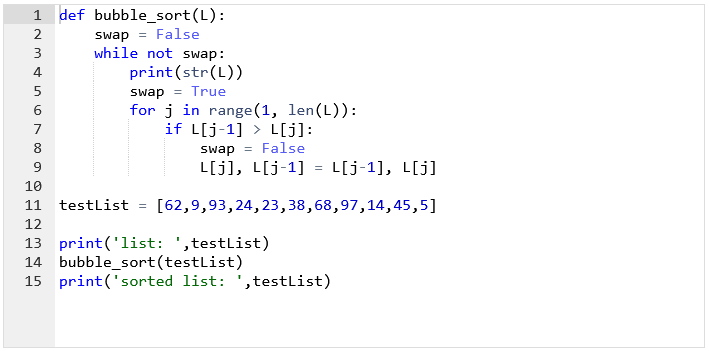 1 def bubble_sort(L):
2     swap = False
3     while not swap:
4         print(str(L))
5         swap = True
6         for j in range(1, len(L)):
7             if L[j-1] > L[j]:
8                 swap = False
9                 L[j], L[j-1] = L[j-1], L[j]
10
11 testList = [62,9,93,24,23,38,68,97,14,45,5]
12
13 print('list: ',testList)
14 bubble_sort(testList)
15 print('sorted list: ',testList)